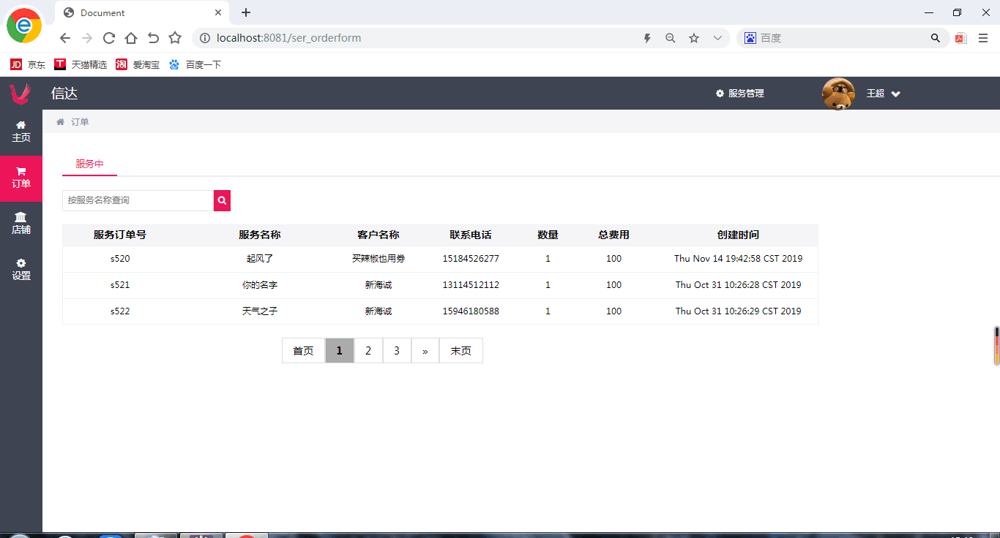 Document
localhost:8081/ser_orderform
百度
JD 京东 T 天猫精选 淘 爱淘宝 百度一下
信达
服务管理
王超
主页
订单
店铺
设置
订单
服务中
按服务名称查询
服务订单号 服务名称 客户名称 联系电话 数量 总费用 创建时间
s520 起风了 买辣椒也用券 15184526277 1 100 Thu Nov 14 19:42:58 CST 2019
s521 你的名字 新海诚 13114512112 1 100 Thu Oct 31 10:26:28 CST 2019
s522 天气之子 新海诚 15946180588 1 100 Thu Oct 31 10:26:29 CST 2019
首页 1 2 3 » 末页